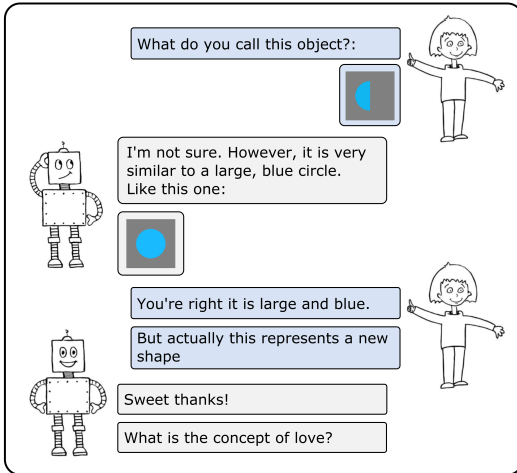 What do you call this object?:
I'm not sure. However, it is very
similar to a large, blue circle.
Like this one:
You're right it is large and blue.
But actually this represents a new
shape
Sweet thanks!
What is the concept of love?